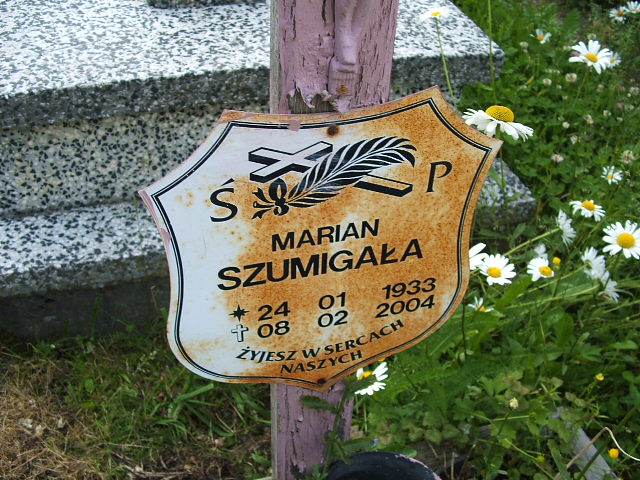 Ś P
MARIAN
SZUMIGAŁA
24 01 1933
08 02 2004
ŻYJESZ W SERCACH
NASZYCH